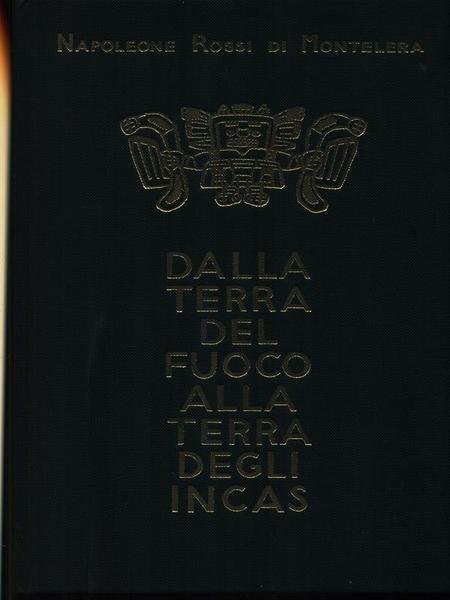 NAPOLEONE ROSSI DI MONTELERA
DALLA
TERRA
DEL
FUOCO
ALLA
TERRA
DEGLI
INCAS